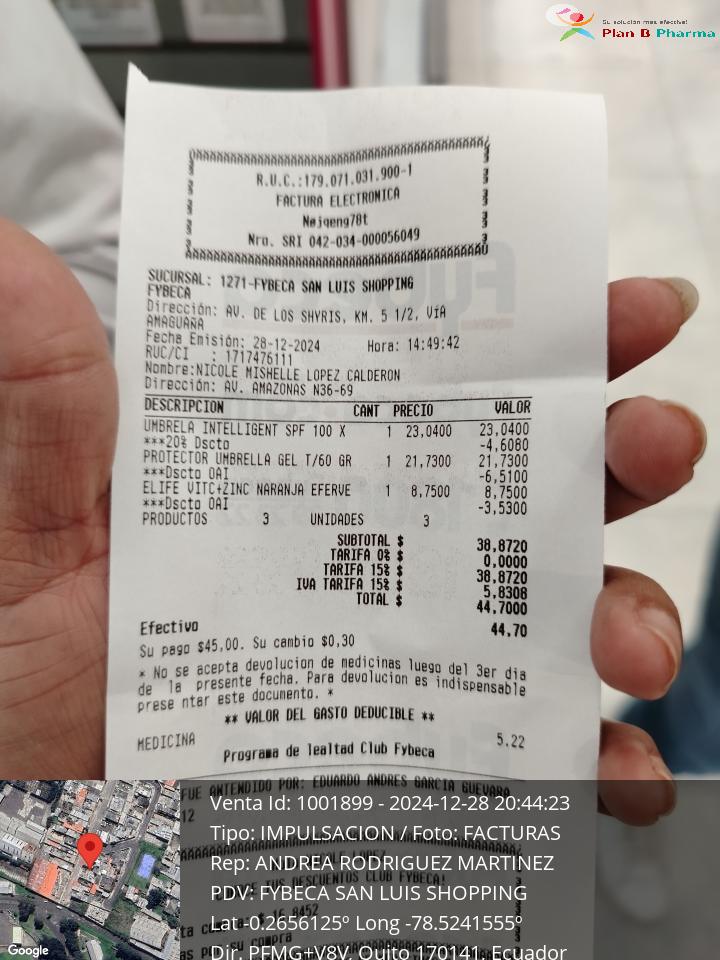 Su solución más efectiva!
Plan B Pharma
R.U.C.:179.071.031.900-1
FACTURA ELECTRONICA
Nro. SRI 042-034-000056049
SUCURSAL: 1271-FYBECA SAN LUIS SHOPPING
FYBECA
Dirección: AV. DE LOS SHYRIS, KM. 5 1/2, VÍA
AMAGUAÑA
Fecha Emisión: 28-12-2024 Hora: 14:49:42
RUC/CI : 1717476111
Nombre:NICOLE MISHELLE LOPEZ CALDERON
Dirección: AV. AMAZONAS N36-69
DESCRIPCION CANT PRECIO VALOR
UMBRELA INTELLIGENT SPF 100 X 1 23,0400 23,0400
***20% Dscto -4,6080
PROTECTOR UMBRELLA GEL T/60 GR 1 21,7300 21,7300
***Dscto OAI -6,5100
ELIFE VITC+ZINC NARANJA EFERVE 1 8,7500 8,7500
***Dscto OAI -3,5300
PRODUCTOS 3 UNIDADES 3
SUBTOTAL $ 38,8720
TARIFA 0% $ 0,0000
TARIFA 15% $ 38,8720
IVA TARIFA 15% $ 5,8308
TOTAL $ 44,7000
Efectivo 44,70
Su pago $45,00. Su cambio $0,30
* No se acepta devolucion de medicinas luego del 3er dia
de la presente fecha. Para devolucion es indispensable
prese ntar este documento. *
** VALOR DEL GASTO DEDUCIBLE **
MEDICINA 5.22
Programa de lealtad Club Fybeca
FUE ANTENDIDO POR: EDUARDO ANDRES GARCIA GUEVARA
12
DESCUENTOS CLUB FYBECA!
su compra
Venta Id: 1001899 - 2024-12-28 20:44:23
Tipo: IMPULSACION / Foto: FACTURAS
Rep: ANDREA RODRIGUEZ MARTINEZ
PDV: FYBECA SAN LUIS SHOPPING
Lat -0.2656125º Long -78.5241555º
Dir. PFMG+V8V, Quito 170141, Ecuador
Google